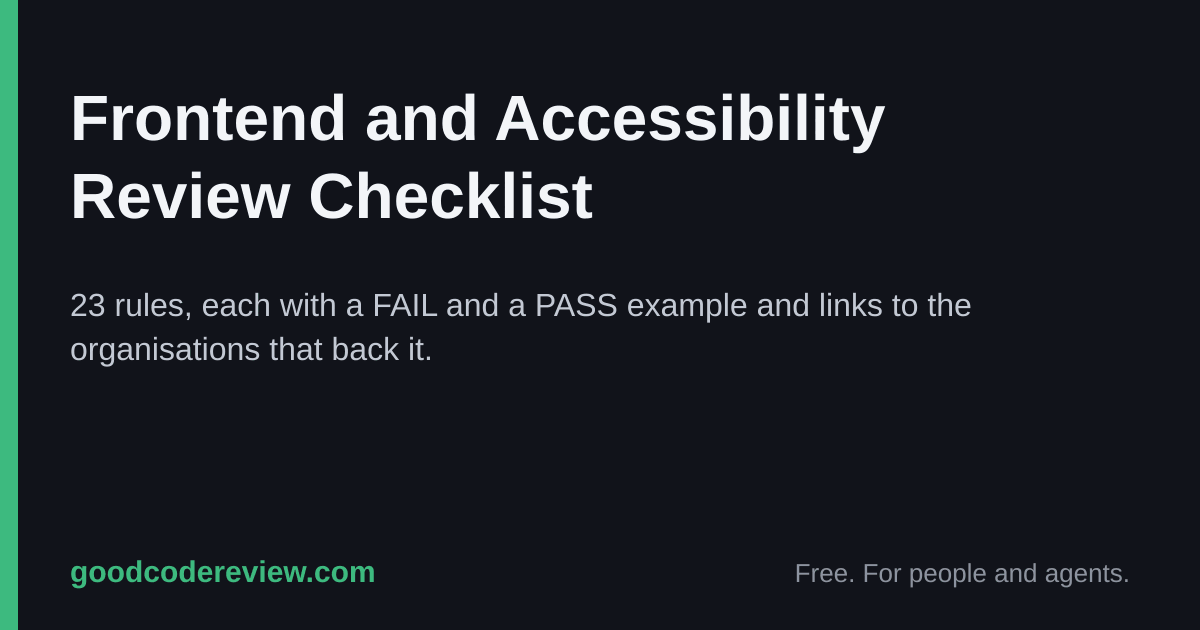 Frontend and Accessibility
Review Checklist
23 rules, each with a FAIL and a PASS example and links to the
organisations that back it.
goodcodereview.com
Free. For people and agents.